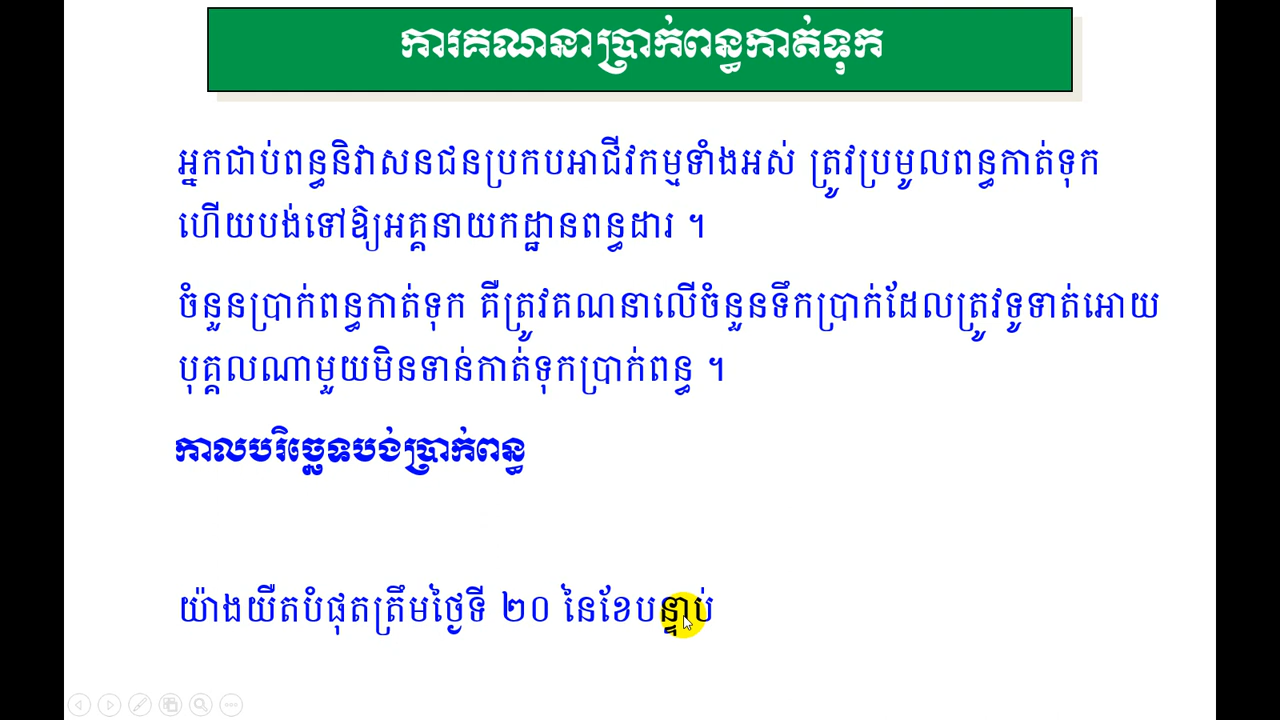 ការគណនាប្រាក់ពន្ធកាត់ទុក
អ្នកជាប់ពន្ធនិវាសនជនប្រកបអាជីវកម្មទាំងអស់ ត្រូវប្រមូលពន្ធកាត់ទុក
ហើយបង់ទៅឱ្យអគ្គនាយកដ្ឋានពន្ធដារ ។
ចំនួនប្រាក់ពន្ធកាត់ទុក គឺត្រូវគណនាលើចំនួនទឹកប្រាក់ដែលត្រូវទូទាត់អោយ
បុគ្គលណាមួយមិនទាន់កាត់ទុកប្រាក់ពន្ធ ។
កាលបរិច្ឆេទបង់ប្រាក់ពន្ធ
យ៉ាងយឺតបំផុតត្រឹមថ្ងៃទី ២០ នៃខែបន្ទាប់